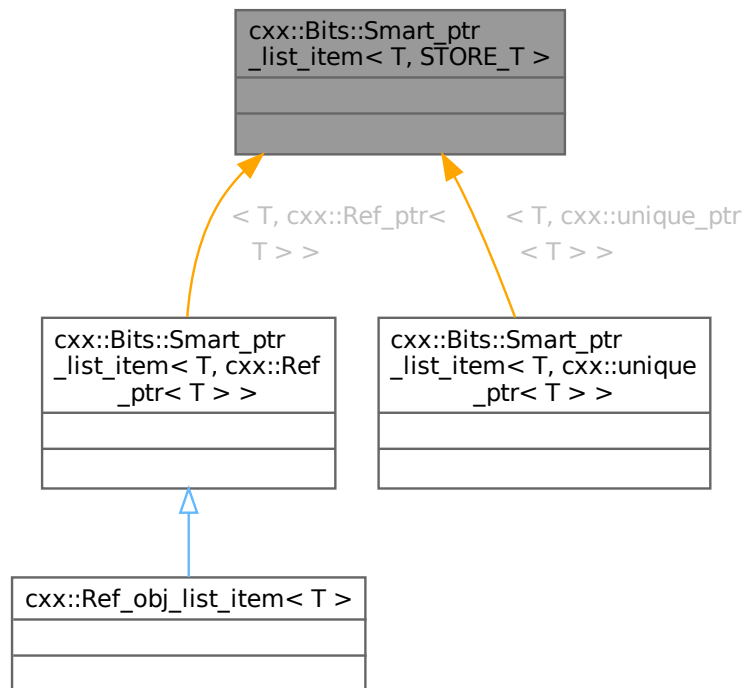 cxx::Bits::Smart_ptr
_list_item< T, STORE_T >
< T, cxx::Ref_ptr<
T > >
< T, cxx::unique_ptr
< T > >
cxx::Bits::Smart_ptr
_list_item< T, cxx::Ref
_ptr< T > >
cxx::Bits::Smart_ptr
_list_item< T, cxx::unique
_ptr< T > >
cxx::Ref_obj_list_item< T >